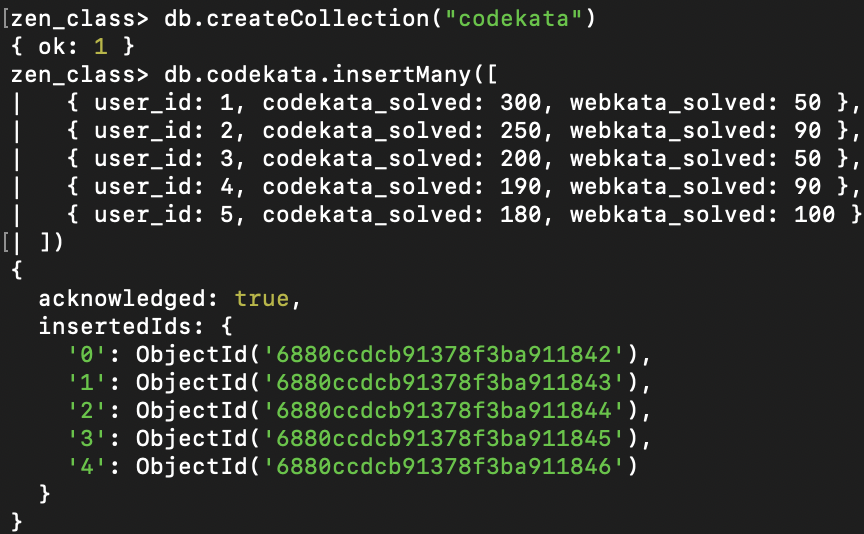 [zen_class> db.createCollection("codekata")
{ ok: 1 }
zen_class> db.codekata.insertMany([
|   { user_id: 1, codekata_solved: 300, webkata_solved: 50 },
|   { user_id: 2, codekata_solved: 250, webkata_solved: 90 },
|   { user_id: 3, codekata_solved: 200, webkata_solved: 50 },
|   { user_id: 4, codekata_solved: 190, webkata_solved: 90 },
|   { user_id: 5, codekata_solved: 180, webkata_solved: 100 }
[| ])
{
  acknowledged: true,
  insertedIds: {
    '0': ObjectId('6880ccdcb91378f3ba911842'),
    '1': ObjectId('6880ccdcb91378f3ba911843'),
    '2': ObjectId('6880ccdcb91378f3ba911844'),
    '3': ObjectId('6880ccdcb91378f3ba911845'),
    '4': ObjectId('6880ccdcb91378f3ba911846')
  }
}